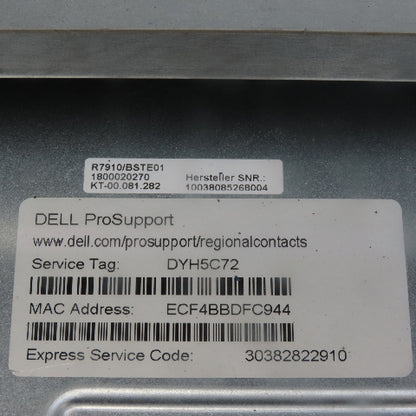 R7910/BSTE01
1800020270 Hersteller SNR.:
KT-00.081.282 10038085268004
DELL ProSupport
www.dell.com/prosupport/regionalcontacts
Service Tag: DYH5C72
MAC Address: ECF4BBDFC944
Express Service Code: 30382822910